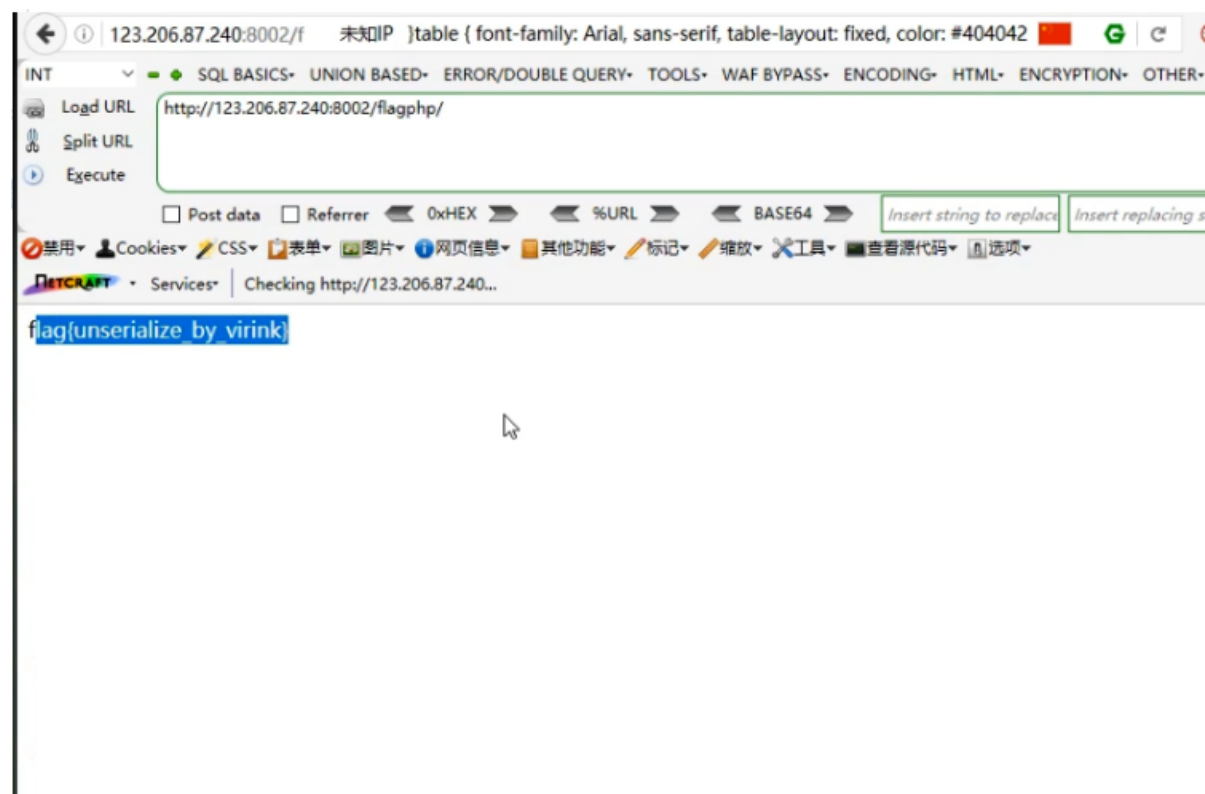 123.206.87.240:8002/f 未知IP }table { font-family: Arial, sans-serif, table-layout: fixed, color: #404042
INT SQL BASICS UNION BASED ERROR/DOUBLE QUERY TOOLS WAF BYPASS ENCODING HTML ENCRYPTION OTHER
Load URL http://123.206.87.240:8002/flagphp/
Split URL
Execute
Post data Referrer 0xHEX %URL BASE64 Insert string to replace Insert replacing s
禁用 Cookies CSS 表单 图片 网页信息 其他功能 标记 缩放 工具 查看源代码 选项
NETCRAFT Services Checking http://123.206.87.240...
flag{unserialize_by_virink}